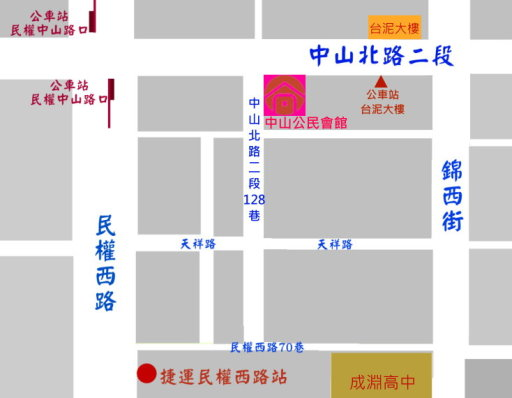 公車站
民權中山路口
台泥大樓
中山北路二段
公車站
民權中山路口
公車站
台泥大樓
中山公民會館
中山北路二段128巷
錦西街
民權西路
天祥路
天祥路
民權西路70巷
捷運民權西路站
成淵高中